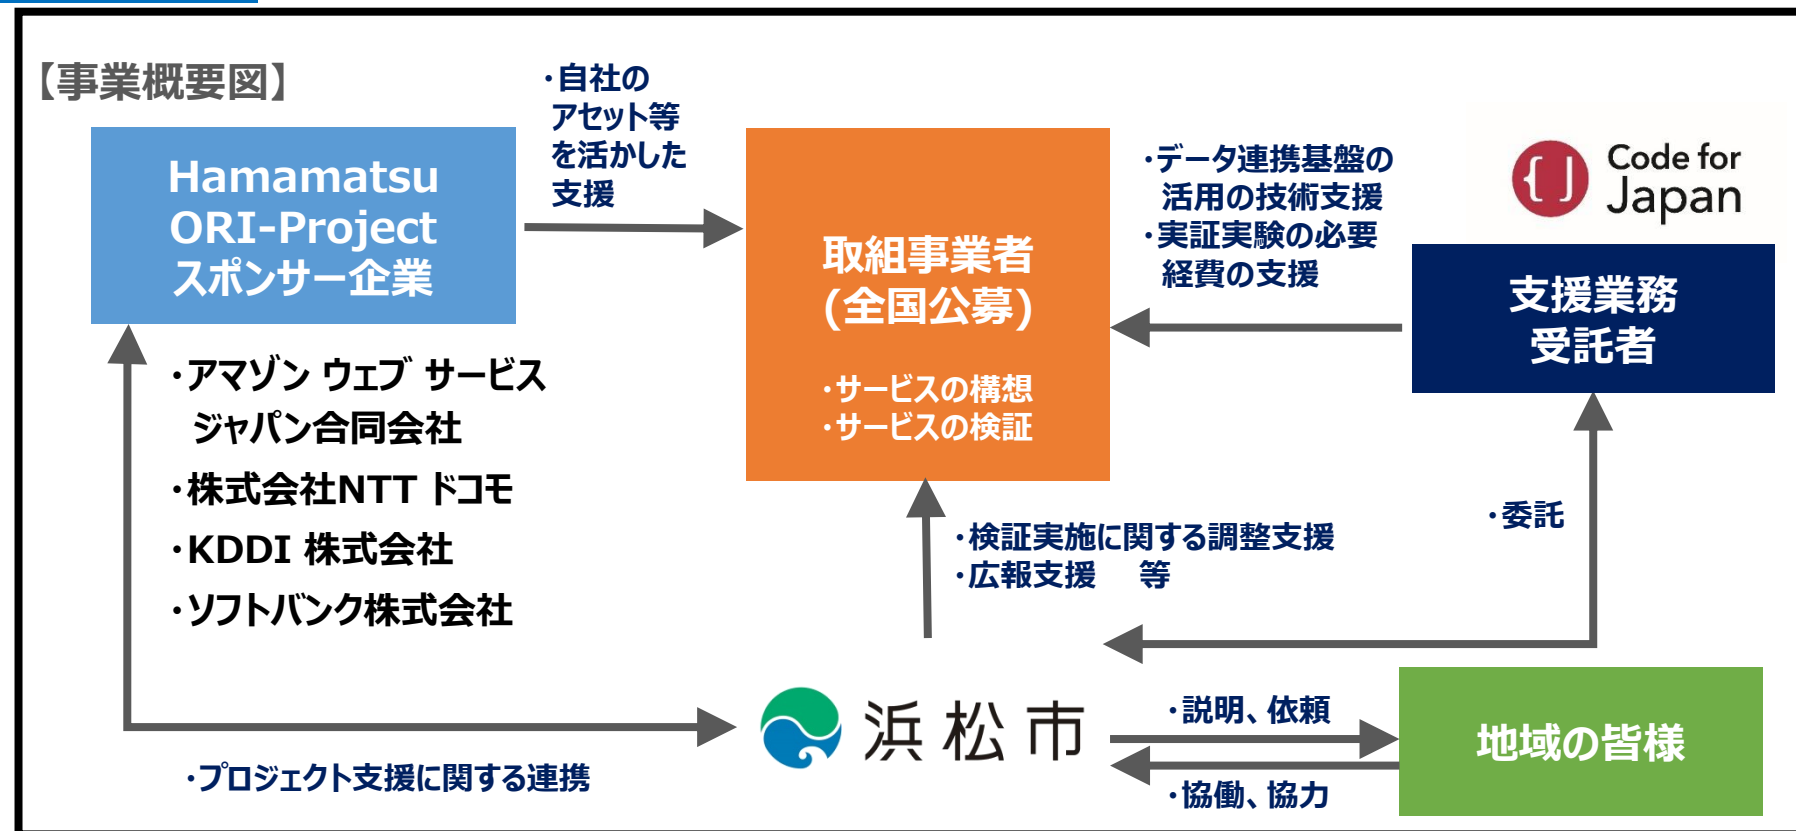 【事業概要図】
Hamamatsu
ORI-Project
スポンサー企業
・自社の
アセット等
を活かした
支援
取組事業者
(全国公募)
・サービスの構想
・サービスの検証
・データ連携基盤の
活用の技術支援
・実証実験の必要
経費の支援
Code for
Japan
支援業務
受託者
・アマゾン ウェブ サービス
ジャパン合同会社
・株式会社NTT ドコモ
・KDDI 株式会社
・ソフトバンク株式会社
・検証実施に関する調整支援
・広報支援 等
・委託
浜松市
・説明、依頼
・協働、協力
地域の皆様
・プロジェクト支援に関する連携